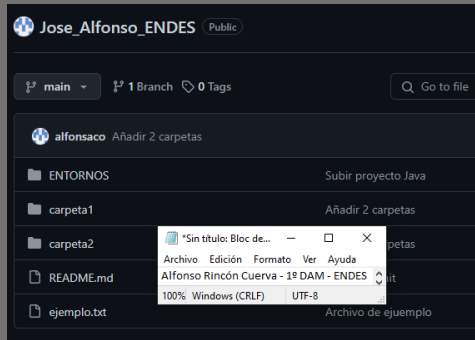 Jose_Alfonso_ENDES Public
main 1 Branch 0 Tags Go to file
alfonsaco Añadir 2 carpetas
ENTORNOS Subir proyecto Java
carpeta1 Añadir 2 carpetas
carpeta2
*Sin título: Bloc de...
Archivo Edición Formato Ver Ayuda
Alfonso Rincón Cuerva - 1º DAM - ENDES
100% Windows (CRLF) UTF-8
README.md
ejemplo.txt Archivo de ejuemplo